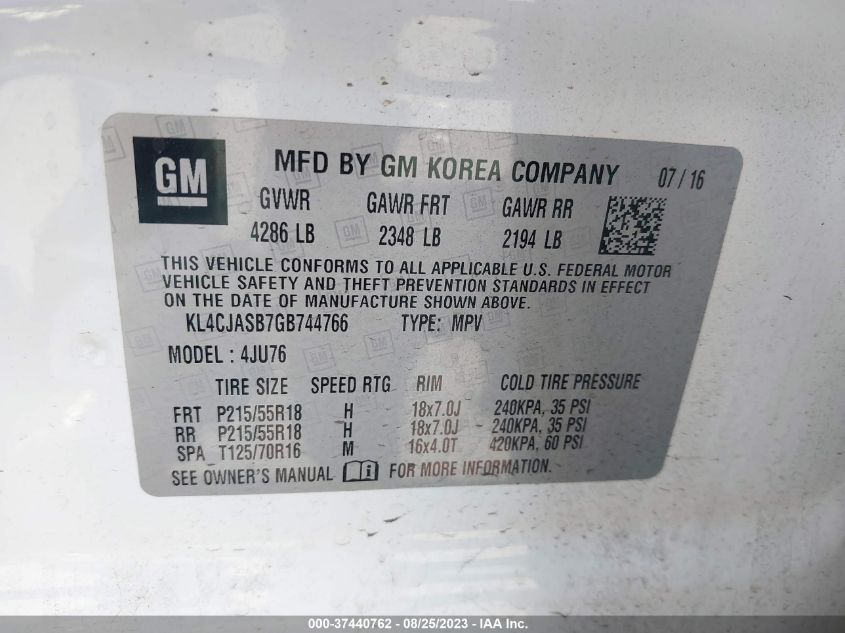 GM MFD BY GM KOREA COMPANY 07/16
GVWR GAWR FRT GAWR RR
4286 LB 2348 LB 2194 LB
THIS VEHICLE CONFORMS TO ALL APPLICABLE U.S. FEDERAL MOTOR
VEHICLE SAFETY AND THEFT PREVENTION STANDARDS IN EFFECT
ON THE DATE OF MANUFACTURE SHOWN ABOVE.
KL4CJASB7GB744766 TYPE: MPV
MODEL : 4JU76
TIRE SIZE SPEED RTG RIM COLD TIRE PRESSURE
FRT P215/55R18 H 18x7.0J 240KPA, 35 PSI
RR P215/55R18 H 18x7.0J 240KPA, 35 PSI
SPA T125/70R16 M 16x4.0T 420KPA, 60 PSI
SEE OWNER'S MANUAL FOR MORE INFORMATION.
000-37440762 - 08/25/2023 - IAA Inc.